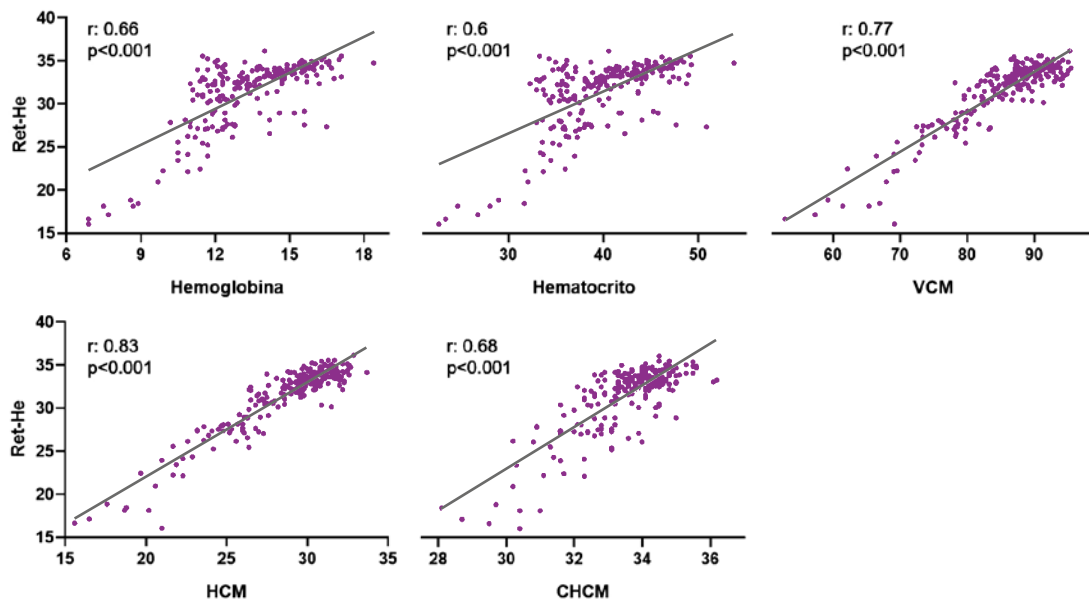 r: 0.66
p<0.001
Ret-He
40
35
30
25
20
15
6
9
12
15
18
Hemoglobina
r: 0.6
p<0.001
30
40
50
Hematocrito
r: 0.77
p<0.001
60
70
80
90
VCM
r: 0.83
p<0.001
Ret-He
40
35
30
25
20
15
15
20
25
30
35
HCM
r: 0.68
p<0.001
28
30
32
34
36
CHCM